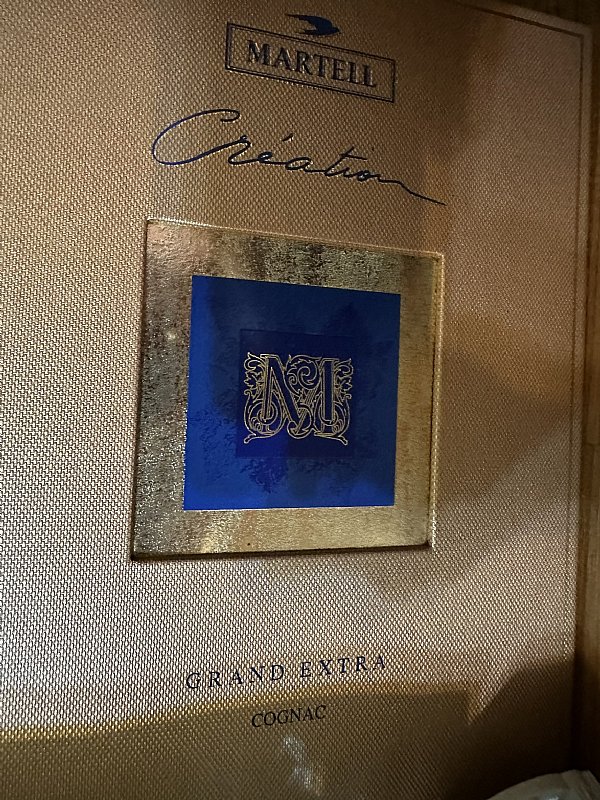 MARTELL
Création
M
GRAND EXTRA
COGNAC